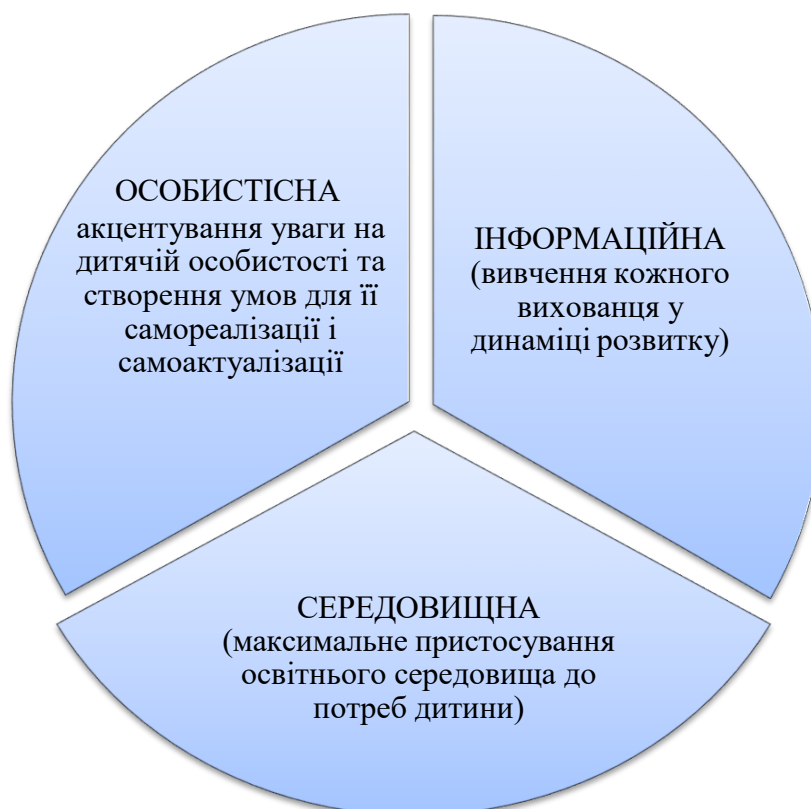 ОСОБИСТІСНА
акцентування уваги на
дитячій особистості та
створення умов для її
самореалізації і
самоактуалізації
ІНФОРМАЦІЙНА
(вивчення кожного
вихованця у
динаміці розвитку)
СЕРЕДОВИЩНА
(максимальне пристосування
освітнього середовища до
потреб дитини)